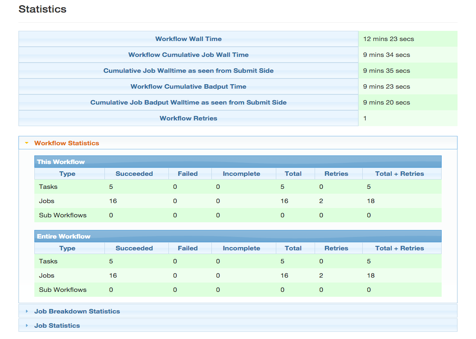 Statistics
Workflow Wall Time 12 mins 23 secs
Workflow Cumulative Job Wall Time 9 mins 34 secs
Cumulative Job Walltime as seen from Submit Side 9 mins 35 secs
Workflow Cumulative Badput Time 9 mins 23 secs
Cumulative Job Badput Walltime as seen from Submit Side 9 mins 20 secs
Workflow Retries 1
Workflow Statistics
This Workflow
Type Succeeded Failed Incomplete Total Retries Total + Retries
Tasks 5 0 0 5 0 5
Jobs 16 0 0 16 2 18
Sub Workflows 0 0 0 0 0 0
Entire Workflow
Type Succeeded Failed Incomplete Total Retries Total + Retries
Tasks 5 0 0 5 0 5
Jobs 16 0 0 16 2 18
Sub Workflows 0 0 0 0 0 0
Job Breakdown Statistics
Job Statistics